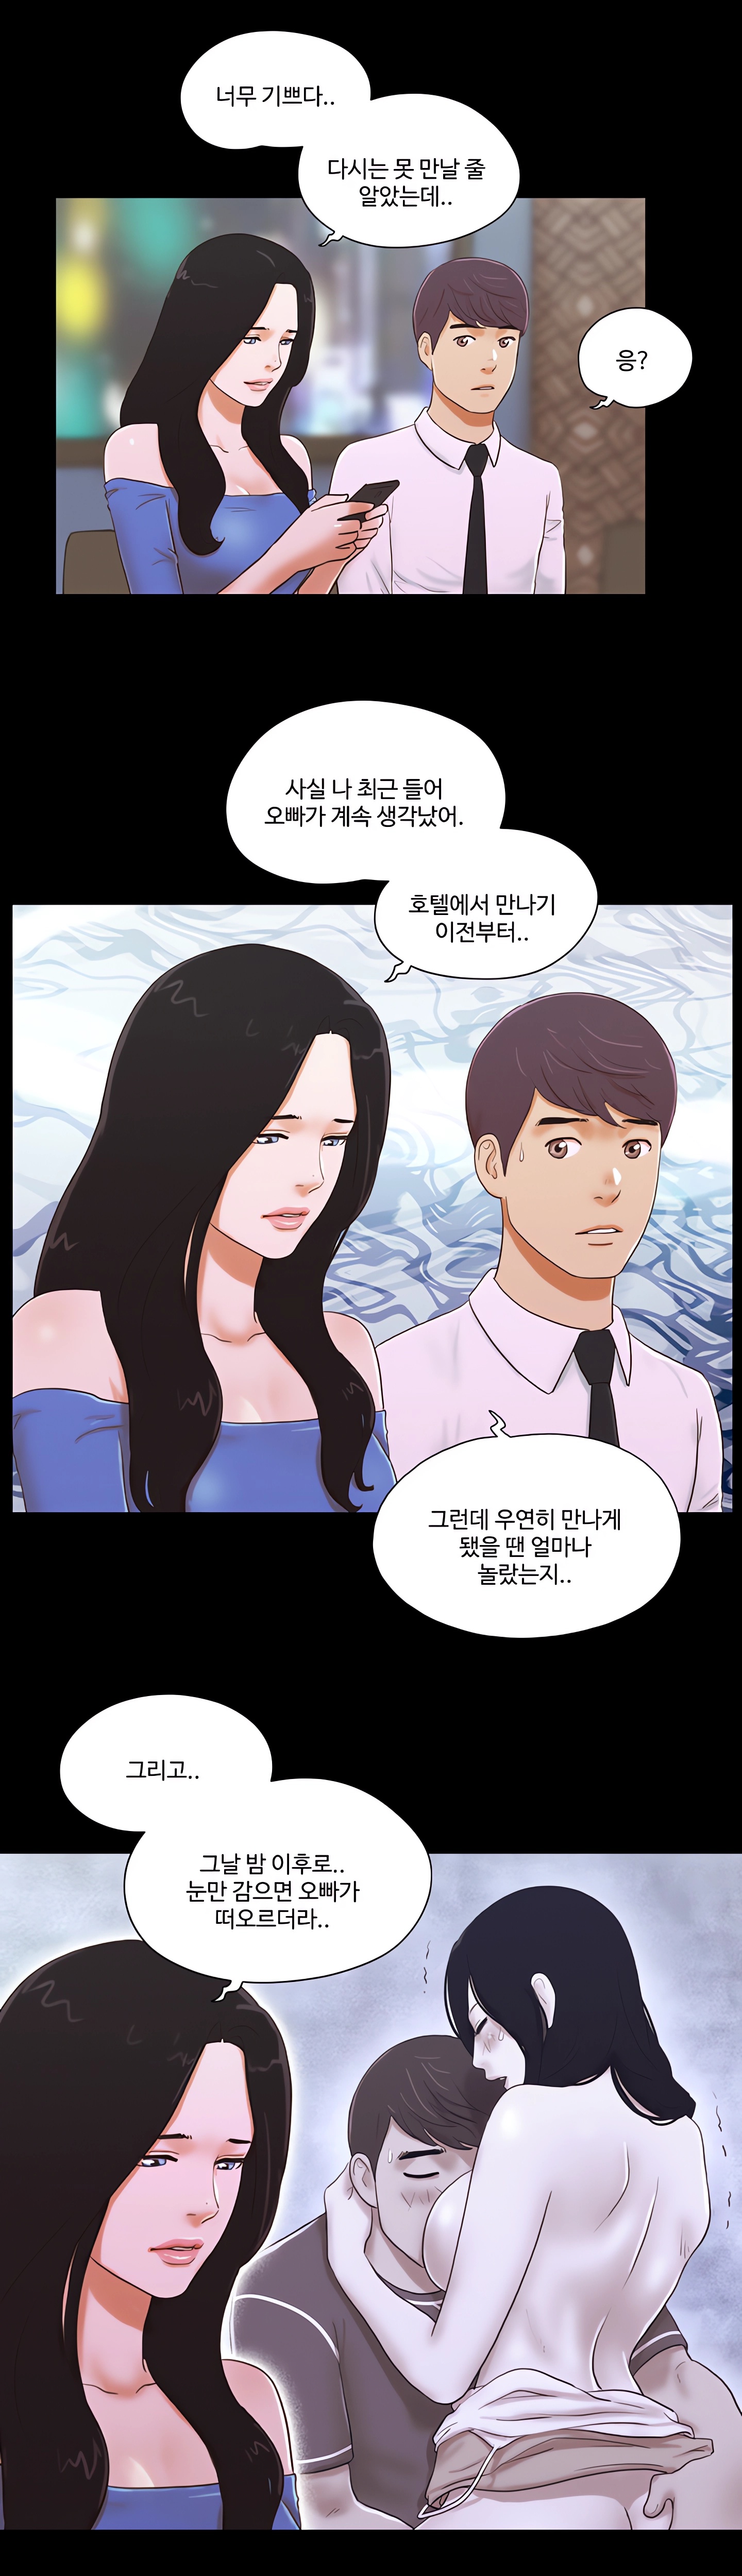 너무 기쁘다..
다시는 못 만날 줄
알았는데..
응?
사실 나 최근 들어
오빠가 계속 생각났어.
호텔에서 만나기
이전부터..
그런데 우연히 만나게
됐을 땐 얼마나
놀랐는지..
그리고..
그날 밤 이후로..
눈만 감으면 오빠가
떠오르더라..